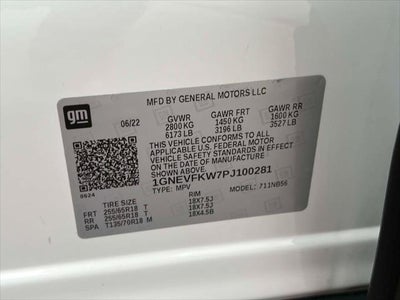 MFD BY GENERAL MOTORS LLC
gm
06/22 GVWR GAWR FRT GAWR RR
2800 KG 1450 KG 1600 KG
6173 LB 3196 LB 3527 LB
THIS VEHICLE CONFORMS TO ALL
APPLICABLE U.S. FEDERAL MOTOR
VEHICLE SAFETY STANDARDS IN
EFFECT ON THE DATE OF
MANUFACTURE SHOWN ABOVE.
1GNEVFKW7PJ100281
TYPE: MPV MODEL: 711NB56
0624
TIRE SIZE RIM
FRT 255/65R18 T 18X7.5J
RR 255/65R18 T 18X7.5J
SPA T135/70R18 M 18X4.5B